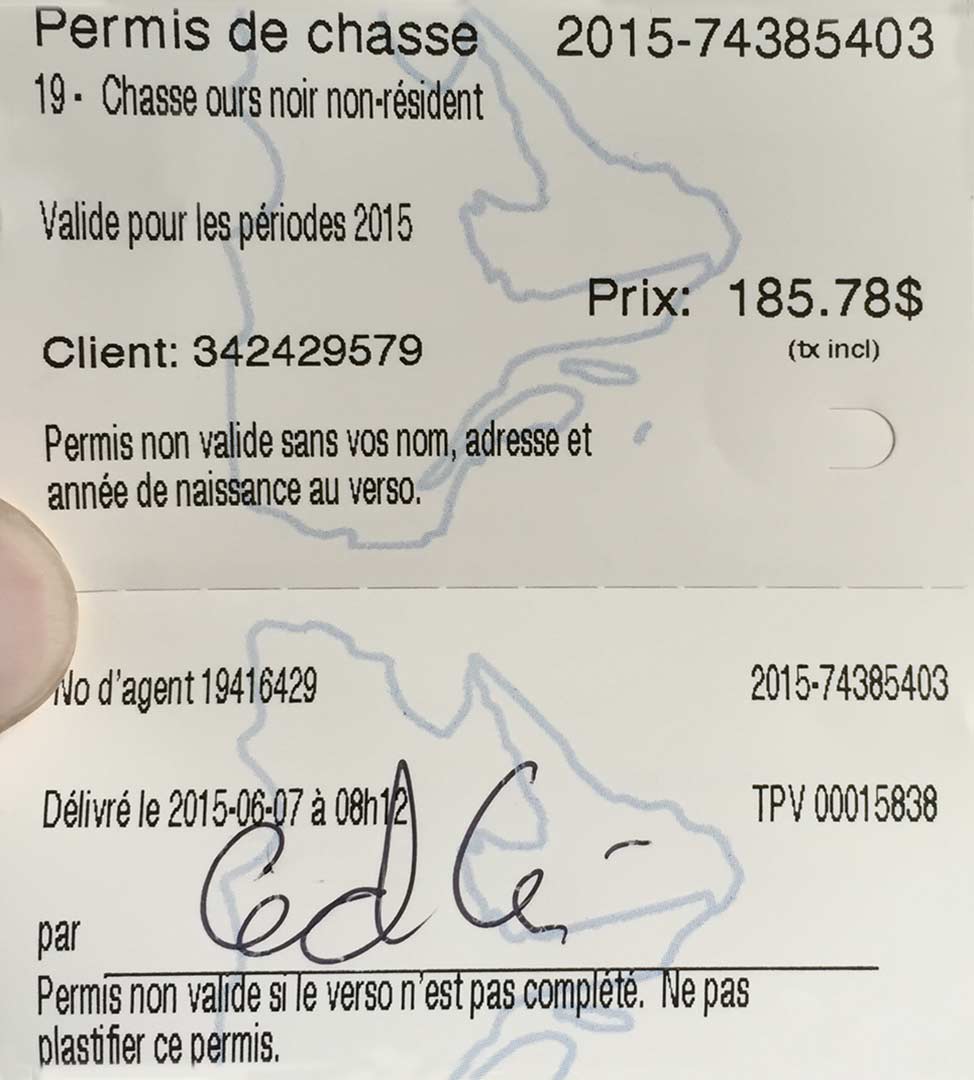 Permis de chasse 2015-74385403
19 - Chasse ours noir non-résident
Valide pour les périodes 2015
Prix: 185.78$
(tx incl)
Client: 342429579
Permis non valide sans vos nom, adresse et
année de naissance au verso.
No d'agent 19416429 2015-74385403
Délivré le 2015-06-07 à 08h12 TPV 00015838
par
Permis non valide si le verso n'est pas complété. Ne pas
plastifier ce permis.